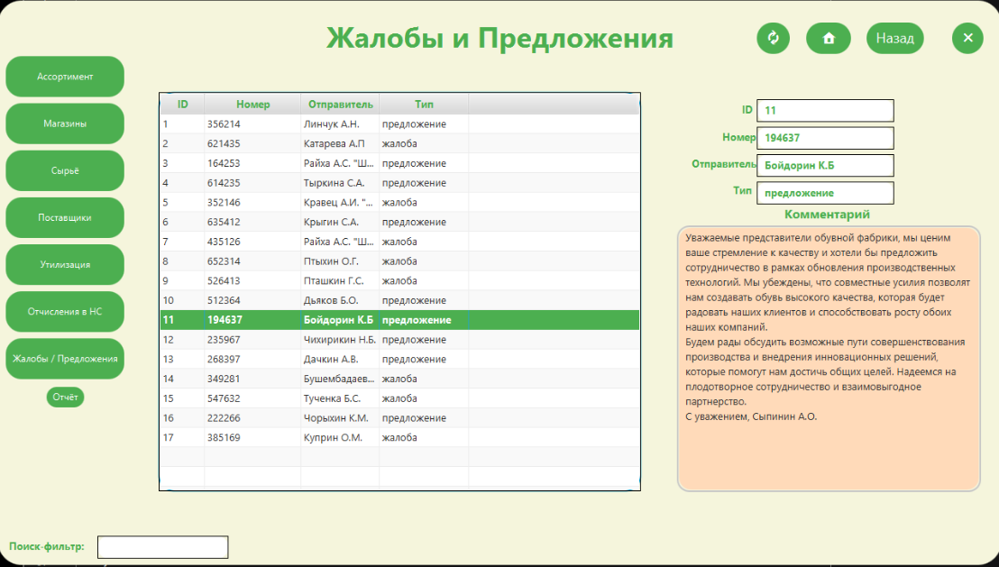 Жалобы и Предложения
Назад
Ассортимент
Магазины
Сырьё
Поставщики
Утилизация
Отчисления в НС
Жалобы / Предложения
Отчёт
ID Номер Отправитель Тип
1 356214 Линчук А.Н. предложение
2 621435 Катарева А.П жалоба
3 164253 Райха А.С. "Ш... предложение
4 614235 Тыркина С.А. предложение
5 352146 Кравец А.И. "... жалоба
6 635412 Крыгин С.А. предложение
7 435126 Райха А.С. "Ш... жалоба
8 652314 Птыхин О.Г. жалоба
9 526413 Пташкин Г.С. жалоба
10 512364 Дьяков Б.О. предложение
11 194637 Бойдорин К.Б предложение
12 235967 Чихирикин Н.Б. предложение
13 268397 Дачкин А.В. предложение
14 349281 Бушембадаев... жалоба
15 547632 Тученка Б.С. жалоба
16 222266 Чорыхин К.М. предложение
17 385169 Куприн О.М. жалоба
ID 11
Номер 194637
Отправитель Бойдорин К.Б
Тип предложение
Комментарий
Уважаемые представители обувной фабрики, мы ценим
ваше стремление к качеству и хотели бы предложить
сотрудничество в рамках обновления производственных
технологий. Мы убеждены, что совместные усилия позволят
нам создавать обувь высокого качества, которая будет
радовать наших клиентов и способствовать росту обоих
наших компаний.
Будем рады обсудить возможные пути совершенствования
производства и внедрения инновационных решений,
которые помогут нам достичь общих целей. Надеемся на
плодотворное сотрудничество и взаимовыгодное
партнерство.
С уважением, Сыпинин А.О.
Поиск-фильтр: